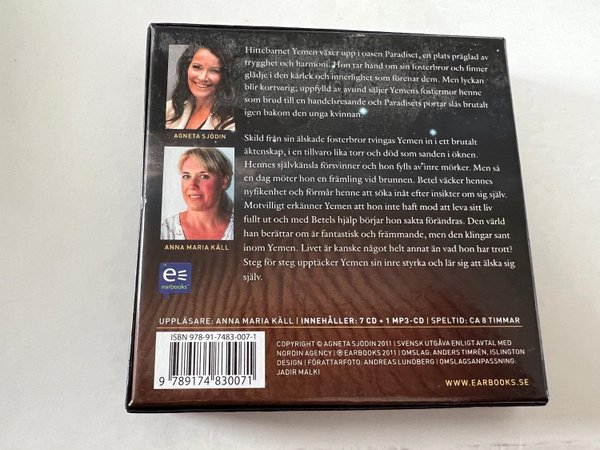 Hittebarnet Yemen växer upp i oasen Paradiset, en plats präglad av
trygghet och harmoni. Hon tar hand om sin fosterbror och finner
glädje i den kärlek och innerlighet som förenar dem. Men lyckan
blir kortvarig; uppfylld av avund säljer Yemens fostermor henne
som brud till en handelsresande och Paradisets portar slås brutalt
igen bakom den unga kvinnan.
AGNETA SJÖDIN
Skild från sin älskade fosterbror tvingas Yemen in i ett brutalt
äktenskap, i en tillvaro lika torr och död som sanden i öknen.
Hennes självkänsla försvinner och hon fylls av inre mörker. Men så
en dag möter hon en främling vid brunnen. Betel väcker hennes
nyfikenhet och förmår henne att söka inåt efter insikter om sig själv.
Motvilligt erkänner Yemen att hon inte haft mod att leva sitt liv
fullt ut och med Betels hjälp börjar hon sakta förändras. Den värld
han berättar om är fantastisk och främmande, men den klingar sant
inom Yemen. Livet är kanske något helt annat än vad hon har trott?
Steg för steg upptäcker Yemen sin inre styrka och lär sig att älska sig
själv.
ANNA MARIA KÄLL
e
earbooks
UPPLÄSARE: ANNA MARIA KÄLL | INNEHÅLLER: 7 CD + 1 MP3-CD | SPELTID: CA 8 TIMMAR
ISBN 978-91-7483-007-1
9 789174 830071
COPYRIGHT © AGNETA SJÖDIN 2011 | SVENSK UTGÅVA ENLIGT AVTAL MED
NORDIN AGENCY | ℗ EARBOOKS 2011 | OMSLAG: ANDERS TIMRÉN, ISLINGTON
DESIGN | FÖRFATTARFOTO: ANDREAS LUNDBERG | OMSLAGSANPASSNING:
JADIR MALKI
WWW.EARBOOKS.SE